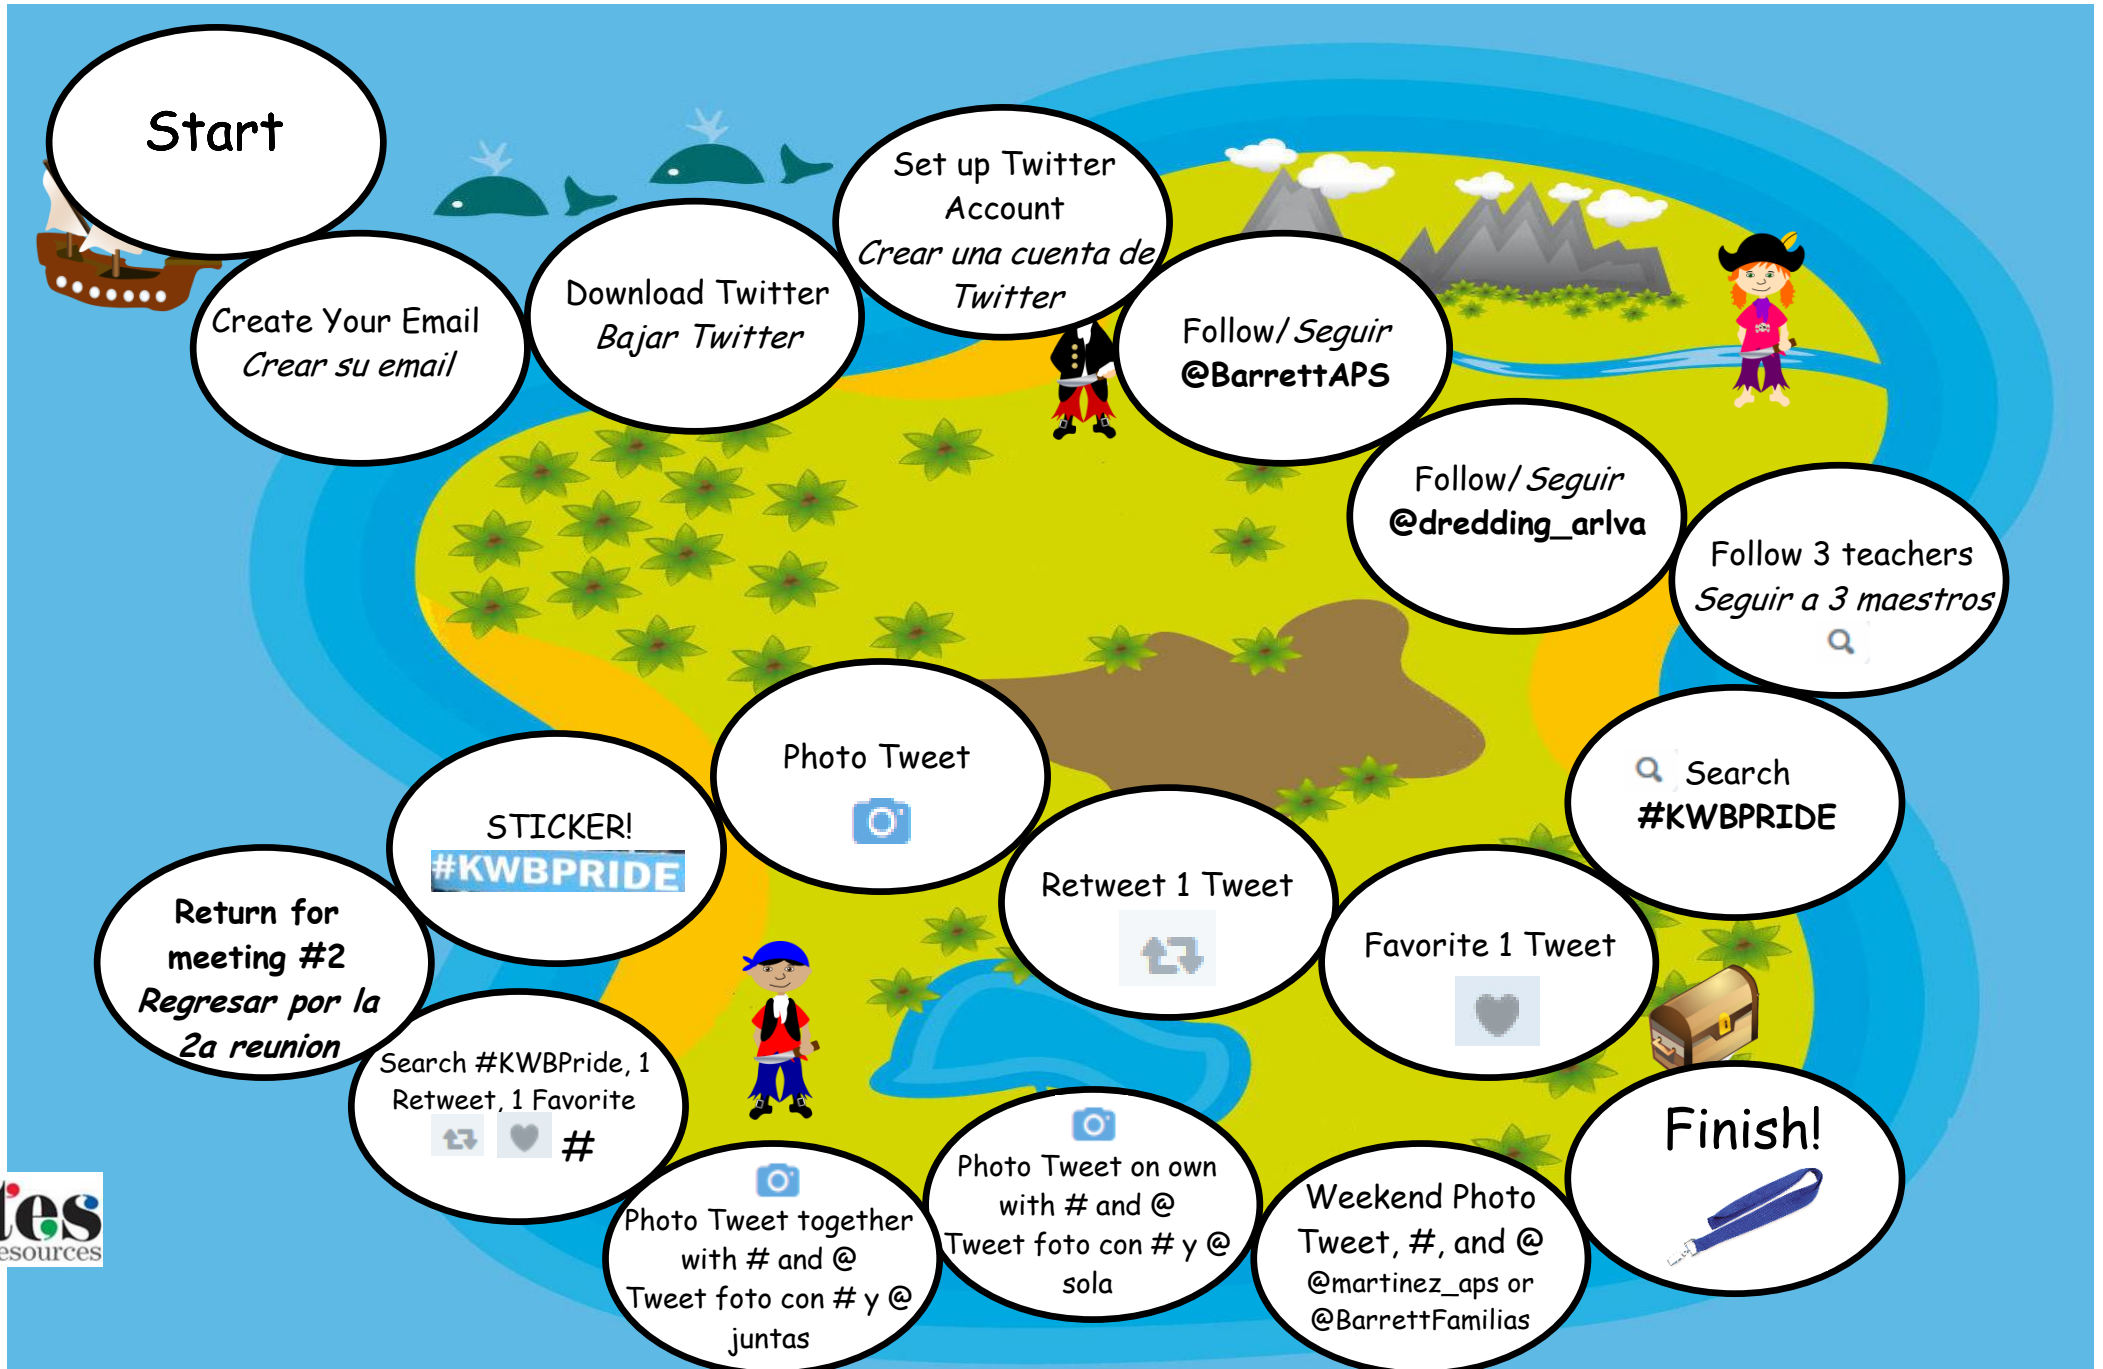 Start
Create Your Email
Crear su email
Download Twitter
Bajar Twitter
Set up Twitter
Account
Crear una cuenta de
Twitter
Follow/Seguir
@BarrettAPS
Follow/Seguir
@dredding_arlva
Follow 3 teachers
Seguir a 3 maestros
Search
#KWBPRIDE
Favorite 1 Tweet
Retweet 1 Tweet
Photo Tweet
STICKER!
#KWBPRIDE
Return for
meeting #2
Regresar por la
2a reunion
Search #KWBPride, 1
Retweet, 1 Favorite
#
Photo Tweet together
with # and @
Tweet foto con # y @
juntas
Photo Tweet on own
with # and @
Tweet foto con # y @
sola
Weekend Photo
Tweet, #, and @
@martinez_aps or
@BarrettFamilias
Finish!